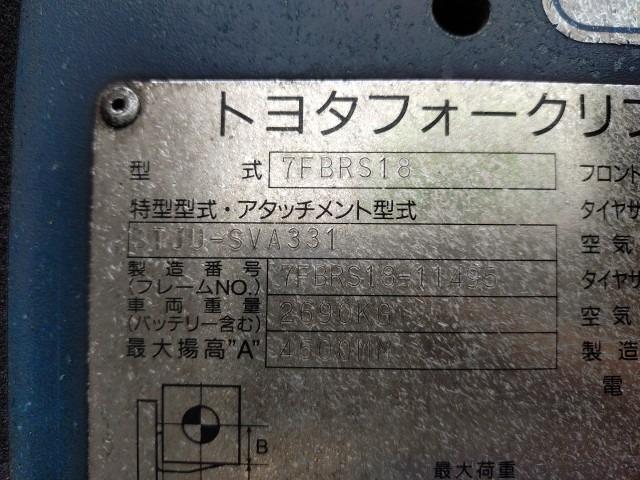 トヨタフォークリフ
型 式 7FBRS18
フロント
特型型式・アタッチメント型式
タイヤサ
STJU-SVA331
空 気
製造番号
(フレームNO.) 7FBRS18-11495
タイヤサ
車両重量
(バッテリー含む) 2690KG
空 気
最大揚高"A" 4500MM
製 造
電
B
最大荷重